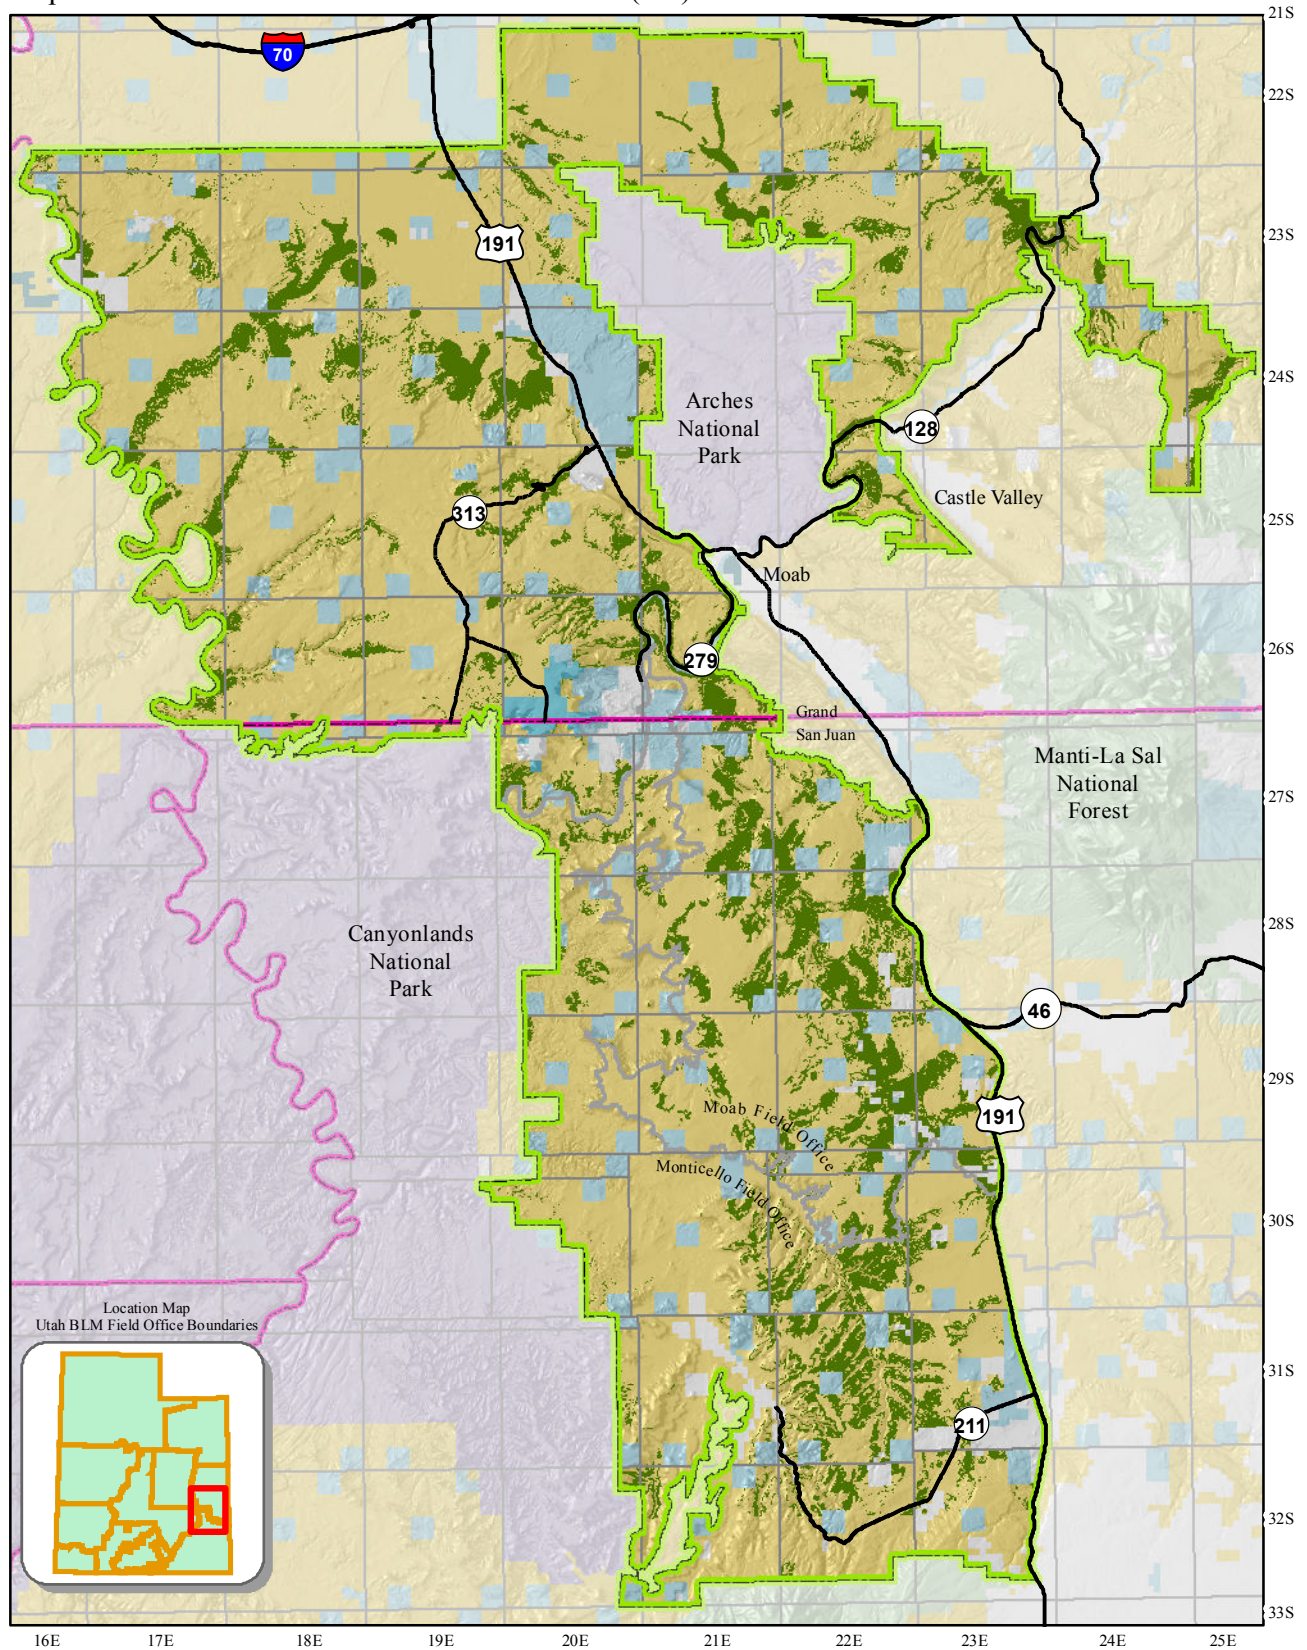 21S
70
22S
191
23S
24S
Arches
National
Park
128
Castle Valley
313
25S
Moab
279
26S
Grand
San Juan
Manti-La Sal
National
Forest
27S
Canyonlands
National
Park
28S
46
29S
Moab Field Office
191
Monticello Field Office
30S
Location Map
Utah BLM Field Office Boundaries
31S
211
32S
33S
16E 17E 18E 19E 20E 21E 22E 23E 24E 25E